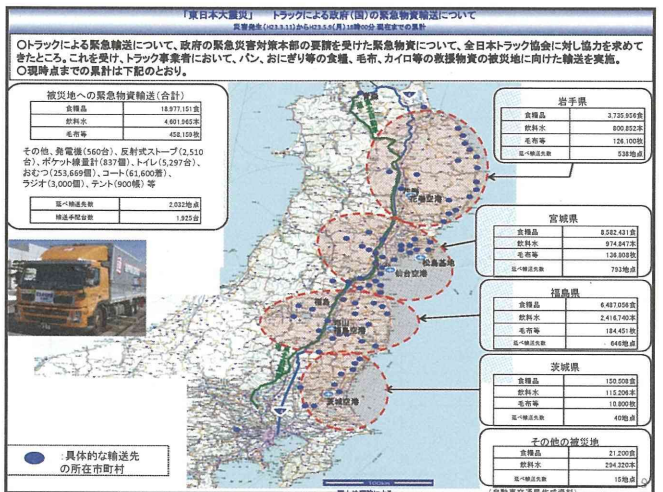 「東日本大震災」 トラックによる政府(国)の緊急物資輸送について
災害発生(H23.3.11)からH23.5.9(月)18時00分 現在までの累計
○トラックによる緊急輸送について、政府の緊急災害対策本部の要請を受けた緊急物資について、全日本トラック協会に対し協力を求めて
きたところ。これを受け、トラック事業者において、パン、おにぎり等の食糧、毛布、カイロ等の救援物資の被災地に向けた輸送を実施。
○現時点までの累計は下記のとおり。
被災地への緊急物資輸送(合計)
食糧品 18,977,151食
飲料水 4,601,965本
毛布等 458,159枚
その他、発電機(560台)、反射式ストーブ(2,510
台)、ポケット線量計(837個)、トイレ(5,297台)、
おむつ(253,669個)、コート(61,600着)、
ラジオ(3,000個)、テント(900帳) 等
延べ輸送先数 2,032地点
輸送手配台数 1,925台
岩手県
食糧品 3,735,956食
飲料水 800,852本
毛布等 126,100枚
延べ輸送先数 538地点
花巻空港
宮城県
食糧品 8,582,431食
飲料水 974,847本
毛布等 136,808枚
延べ輸送先数 793地点
松島基地
仙台空港
福島県
食糧品 6,487,056食
飲料水 2,416,740本
毛布等 184,451枚
延べ輸送先数 646地点
福島
郡山
福島空港
茨城県
食糧品 150,508食
飲料水 115,206本
毛布等 10,800枚
延べ輸送先数 40地点
茨城空港
その他の被災地
食糧品 21,200食
飲料水 294,320本
延べ輸送先数 15地点
:具体的な輸送先
の所在市町村
100km